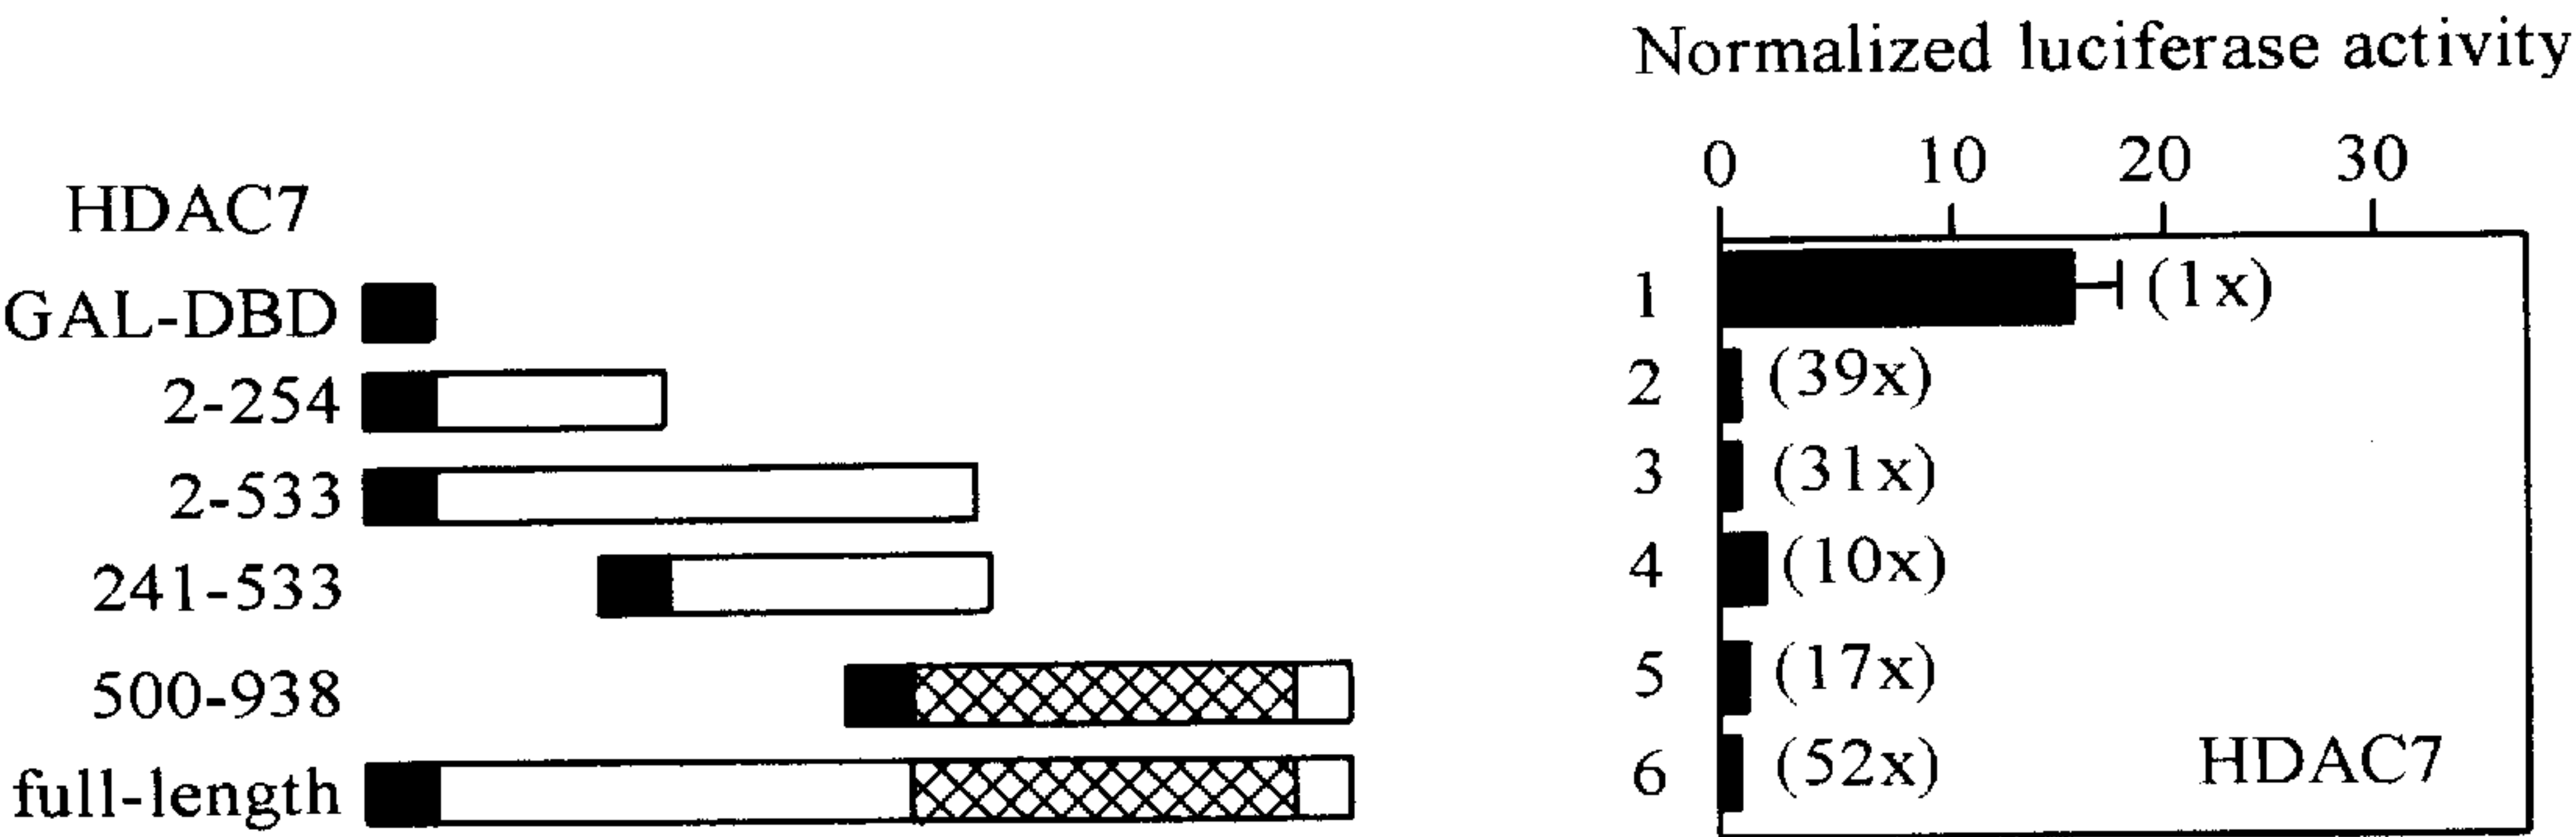 Normalized luciferase activity
0 10 20 30
HDAC7
GAL-DBD 1 (1x)
2-254 2 (39x)
2-533 3 (31x)
241-533 4 (10x)
500-938 5 (17x)
full-length 6 (52x)
HDAC7